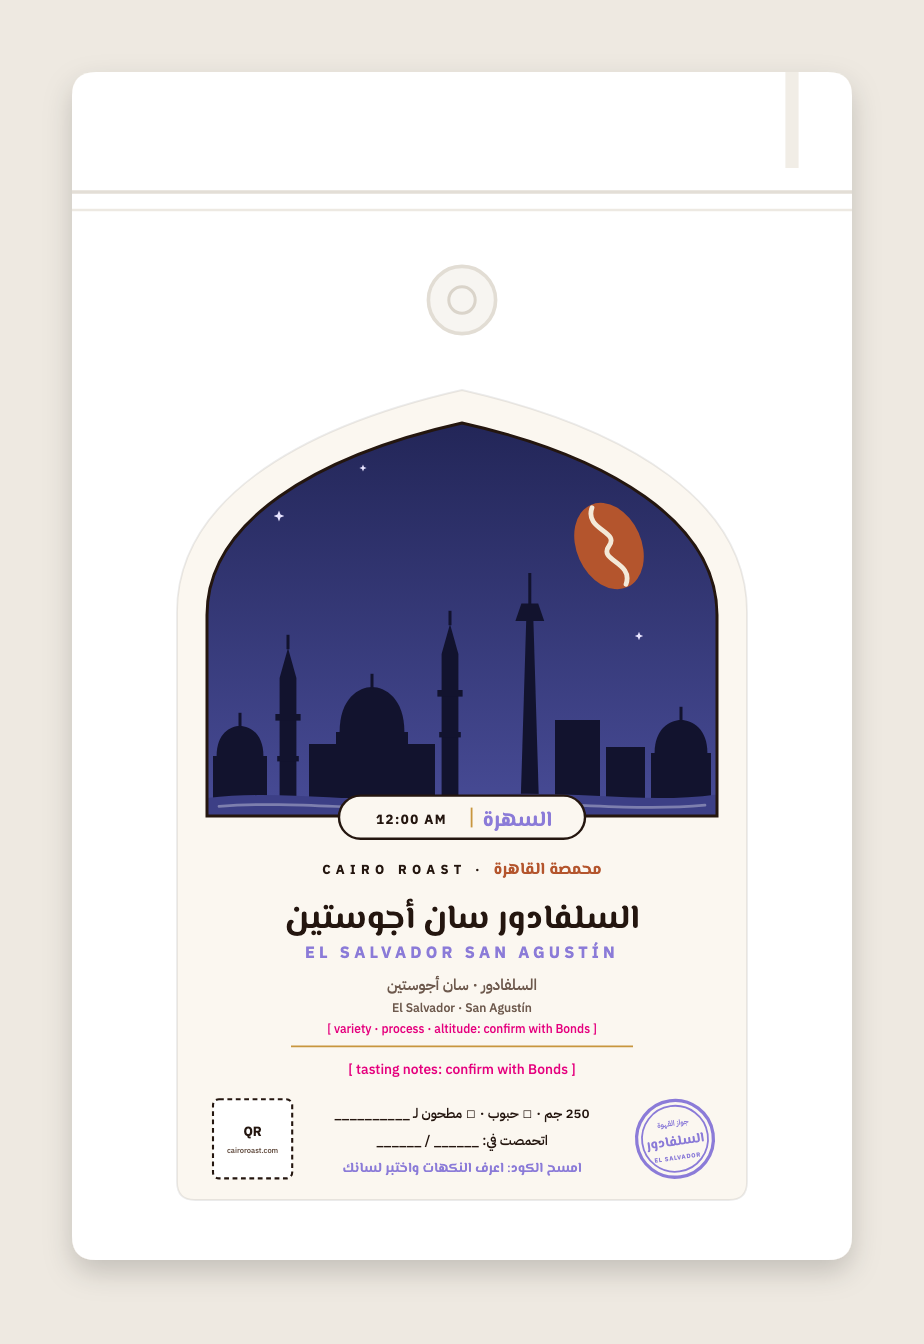 12:00 AM | السهرة
CAIRO ROAST · محمصة القاهرة
السلفادور سان أجوستين
EL SALVADOR SAN AGUSTÍN
السلفادور · سان أجوستين
El Salvador · San Agustín
[ variety · process · altitude: confirm with Bonds ]
[ tasting notes: confirm with Bonds ]
250 جم · □ حبوب · □ مطحون لـ __________
اتحمصت في: ______ / ______
امسح الكود: اعرف النكهات واختبر لسانك
QR
cairoroast.com
جواز القهوة
السلفادور
EL SALVADOR